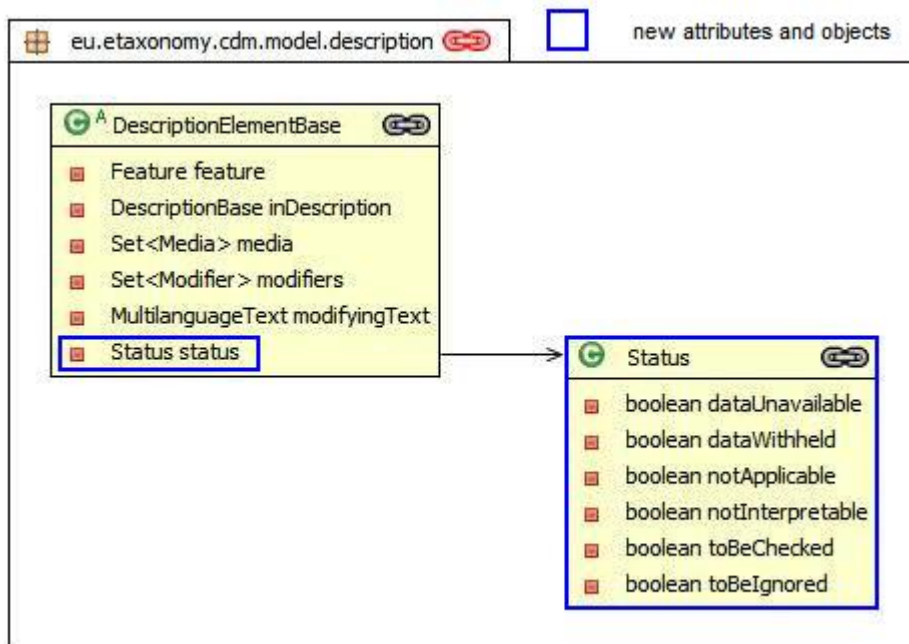 eu.etaxonomy.cdm.model.description
new attributes and objects
C A DescriptionElementBase
Feature feature
DescriptionBase inDescription
Set<Media> media
Set<Modifier> modifiers
MultilanguageText modifyingText
Status status
C Status
boolean dataUnavailable
boolean dataWithheld
boolean notApplicable
boolean notInterpretable
boolean toBeChecked
boolean toBeIgnored